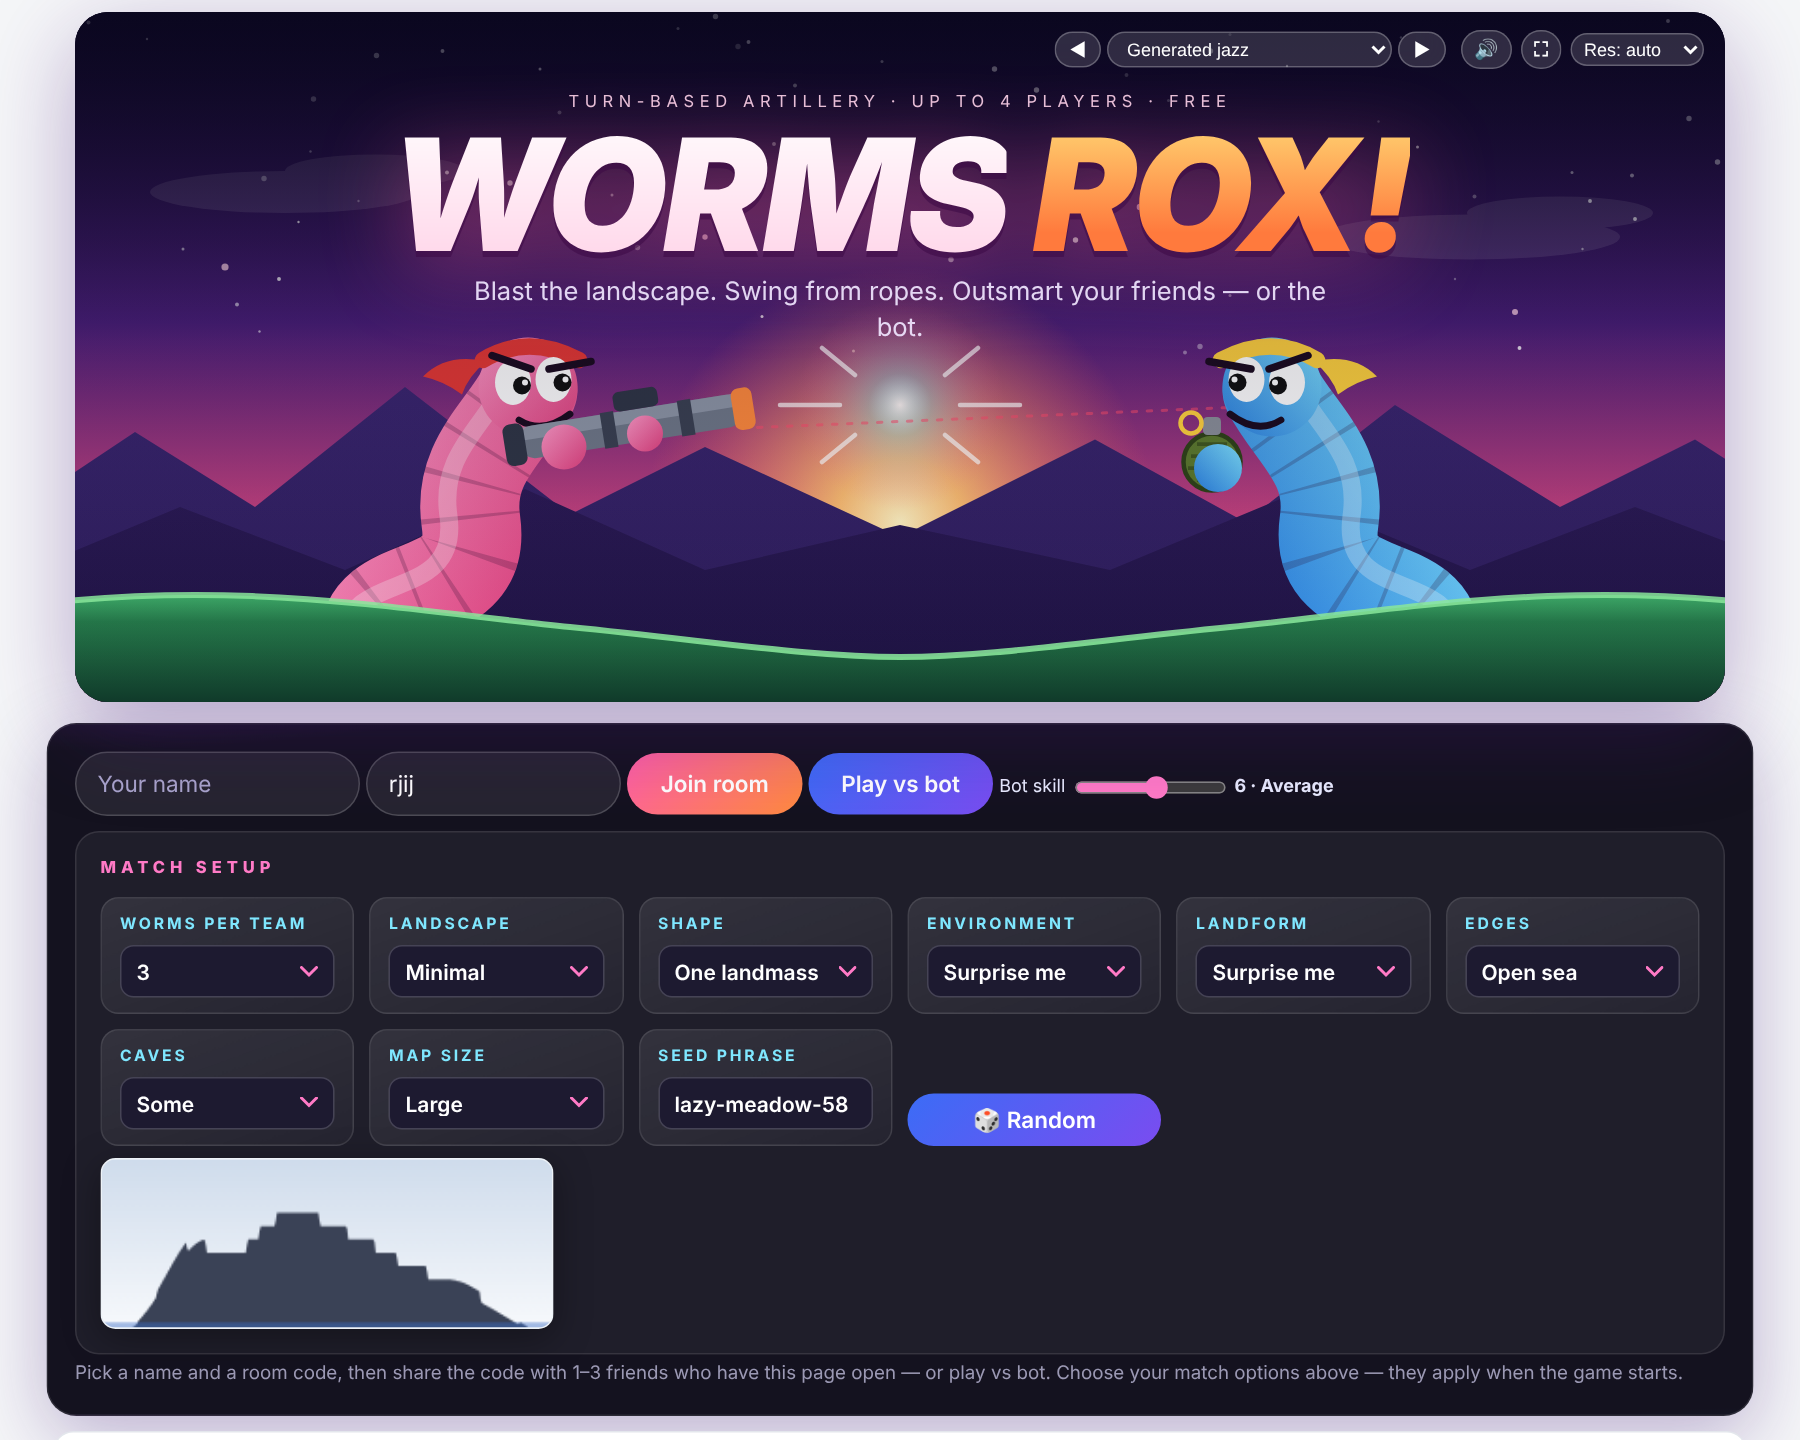 Generated jazz
Res: auto
TURN-BASED ARTILLERY · UP TO 4 PLAYERS · FREE
WORMS ROX!
Blast the landscape. Swing from ropes. Outsmart your friends — or the
bot.
Your name
rjij
Join room
Play vs bot
Bot skill
6 · Average
MATCH SETUP
WORMS PER TEAM
LANDSCAPE
SHAPE
ENVIRONMENT
LANDFORM
EDGES
3
Minimal
One landmass
Surprise me
Surprise me
Open sea
CAVES
MAP SIZE
SEED PHRASE
Some
Large
lazy-meadow-58
Random
Pick a name and a room code, then share the code with 1–3 friends who have this page open — or play vs bot. Choose your match options above — they apply when the game starts.